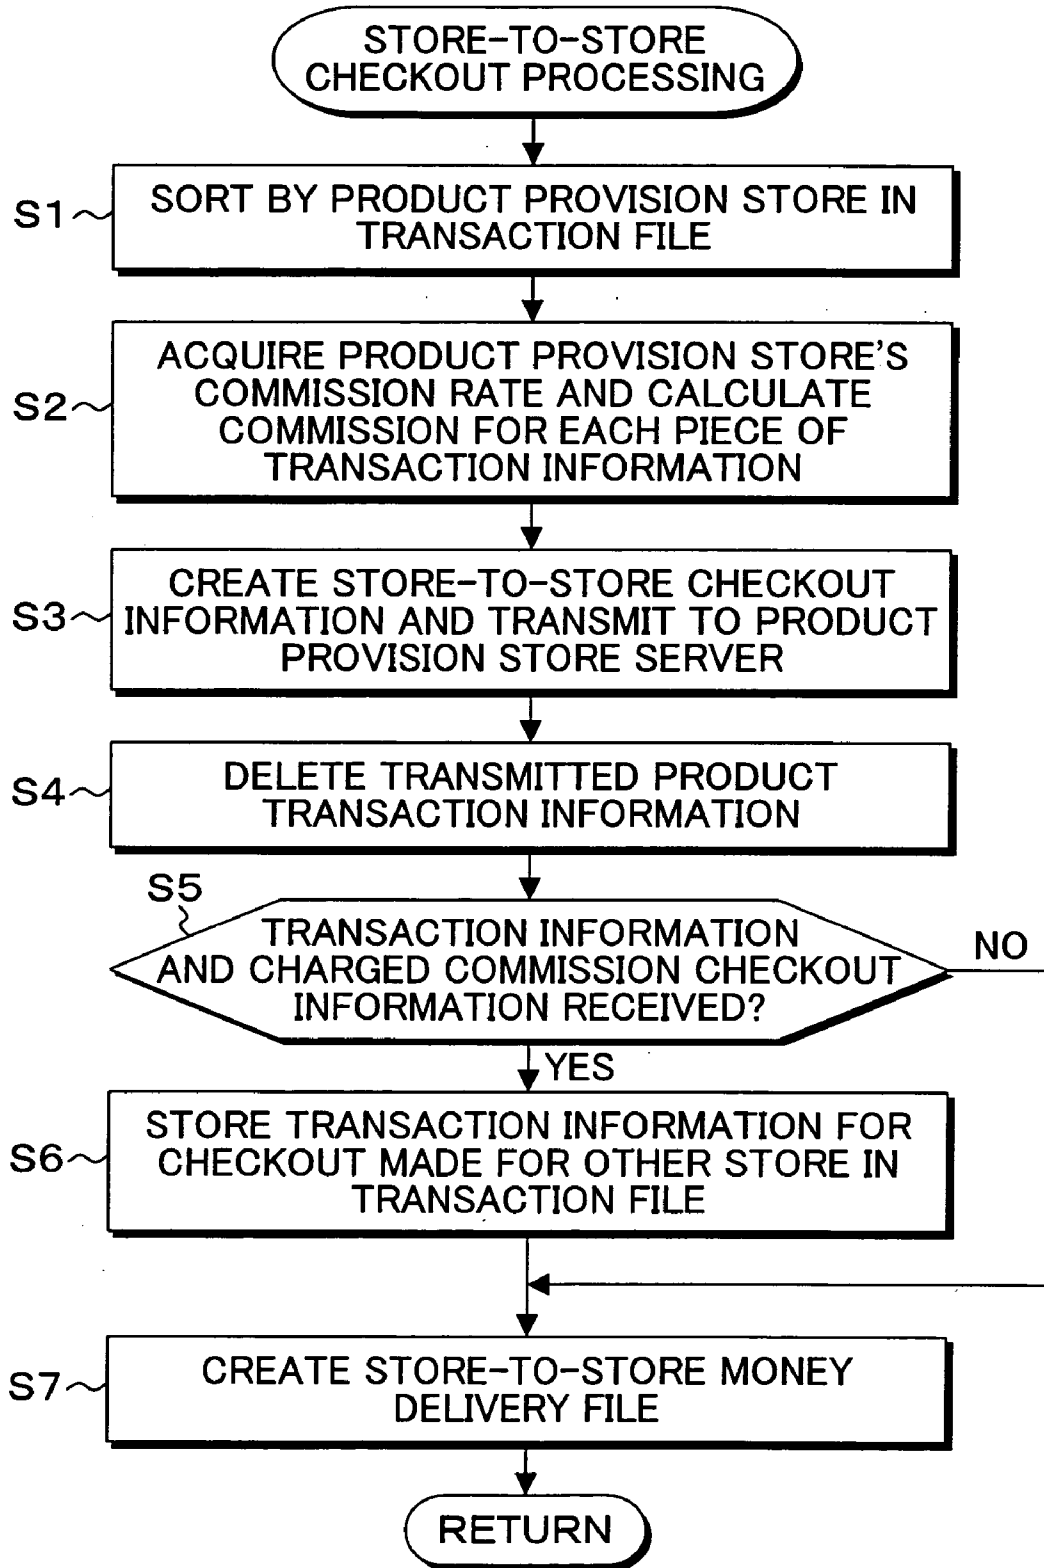 STORE-TO-STORE
CHECKOUT PROCESSING
S1
SORT BY PRODUCT PROVISION STORE IN
TRANSACTION FILE
S2
ACQUIRE PRODUCT PROVISION STORE'S
COMMISSION RATE AND CALCULATE
COMMISSION FOR EACH PIECE OF
TRANSACTION INFORMATION
S3
CREATE STORE-TO-STORE CHECKOUT
INFORMATION AND TRANSMIT TO PRODUCT
PROVISION STORE SERVER
S4
DELETE TRANSMITTED PRODUCT
TRANSACTION INFORMATION
S5
TRANSACTION INFORMATION
AND CHARGED COMMISSION CHECKOUT
INFORMATION RECEIVED?
NO
YES
S6
STORE TRANSACTION INFORMATION FOR
CHECKOUT MADE FOR OTHER STORE IN
TRANSACTION FILE
S7
CREATE STORE-TO-STORE MONEY
DELIVERY FILE
RETURN